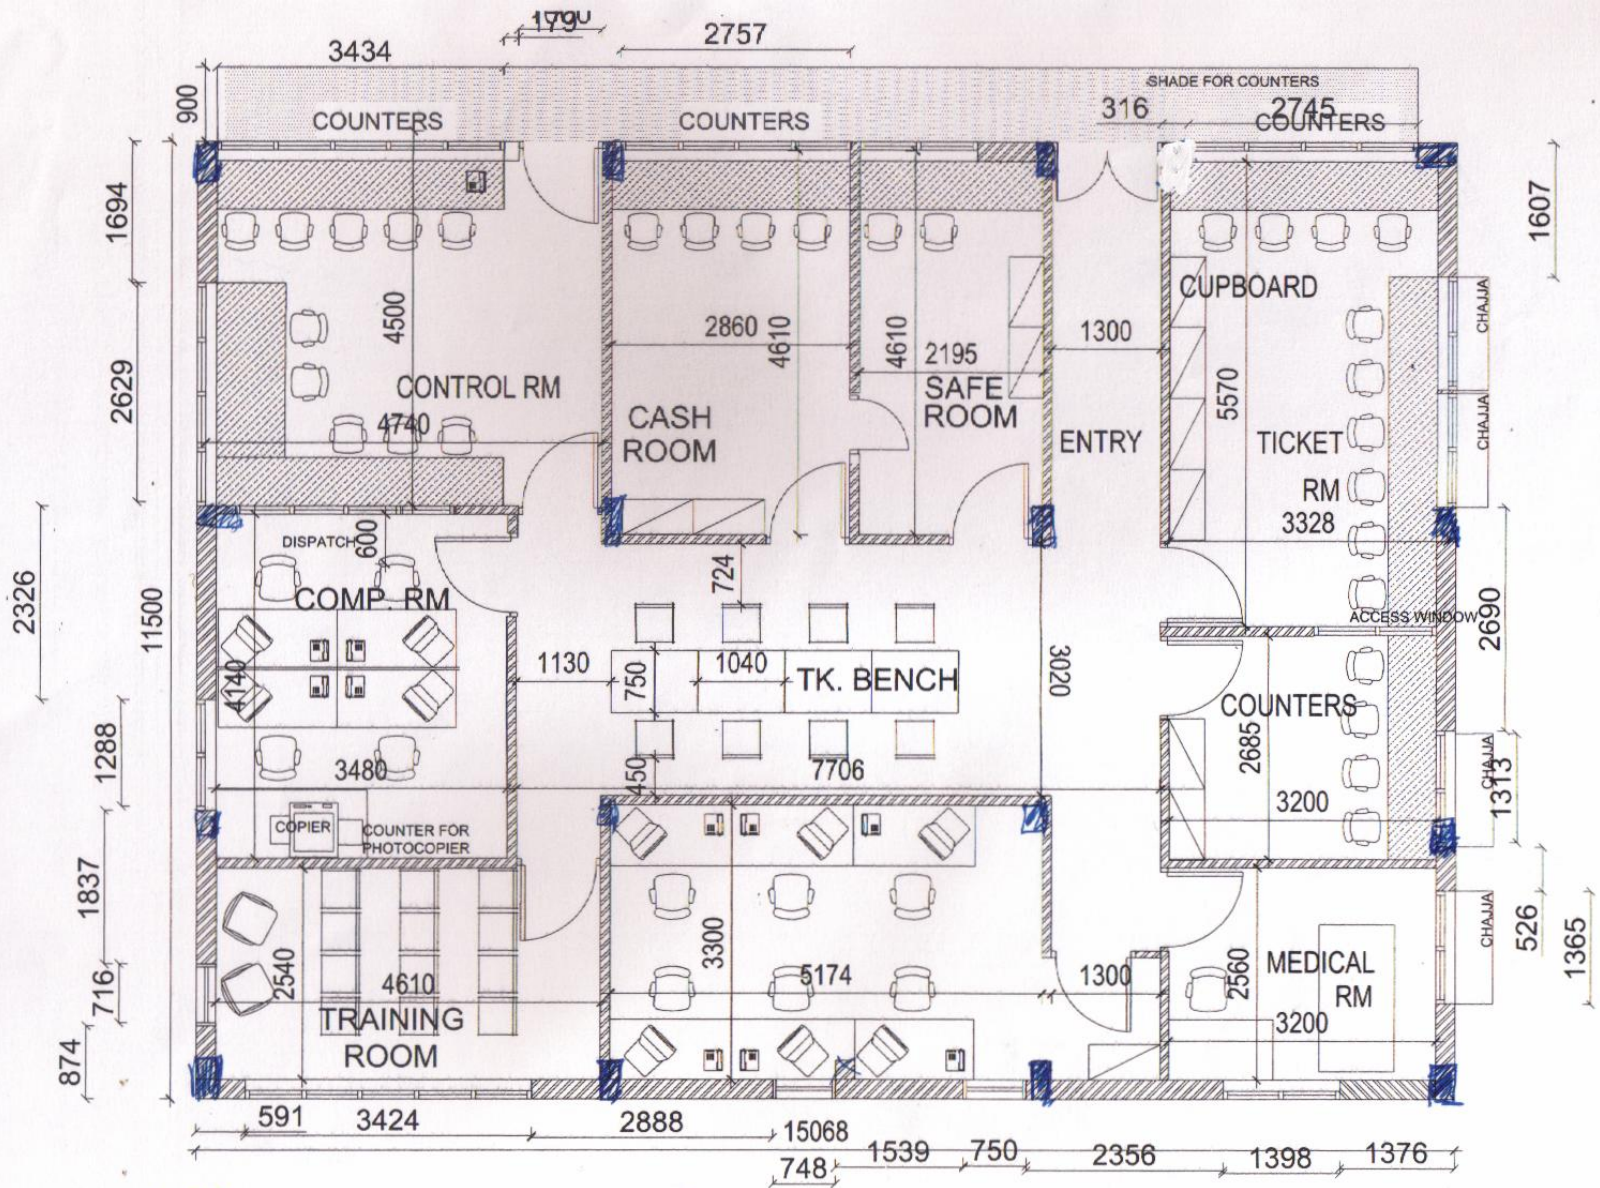 179
2757
3434
SHADE FOR COUNTERS
900
316
2745
COUNTERS
COUNTERS
COUNTERS
1694
1607
CUPBOARD
CHAJJA
4500
2860
4610
4610
2195
1300
5570
2629
CONTROL RM
4740
CASH
ROOM
SAFE
ROOM
ENTRY
TICKET
RM
3328
CHAJJA
600
DISPATCH
COMP. RM
724
2326
11500
ACCESS WINDOW
2690
4140
1130
750
1040
TK. BENCH
3020
COUNTERS
2685
1288
3480
450
7706
3200
CHAJJA
1313
COPIER
COUNTER FOR
PHOTOCOPIER
1837
2540
4610
3300
5174
1300
2560
MEDICAL
RM
3200
CHAJJA
526
1365
716
TRAINING
ROOM
874
591
3424
2888
15068
748
1539
750
2356
1398
1376